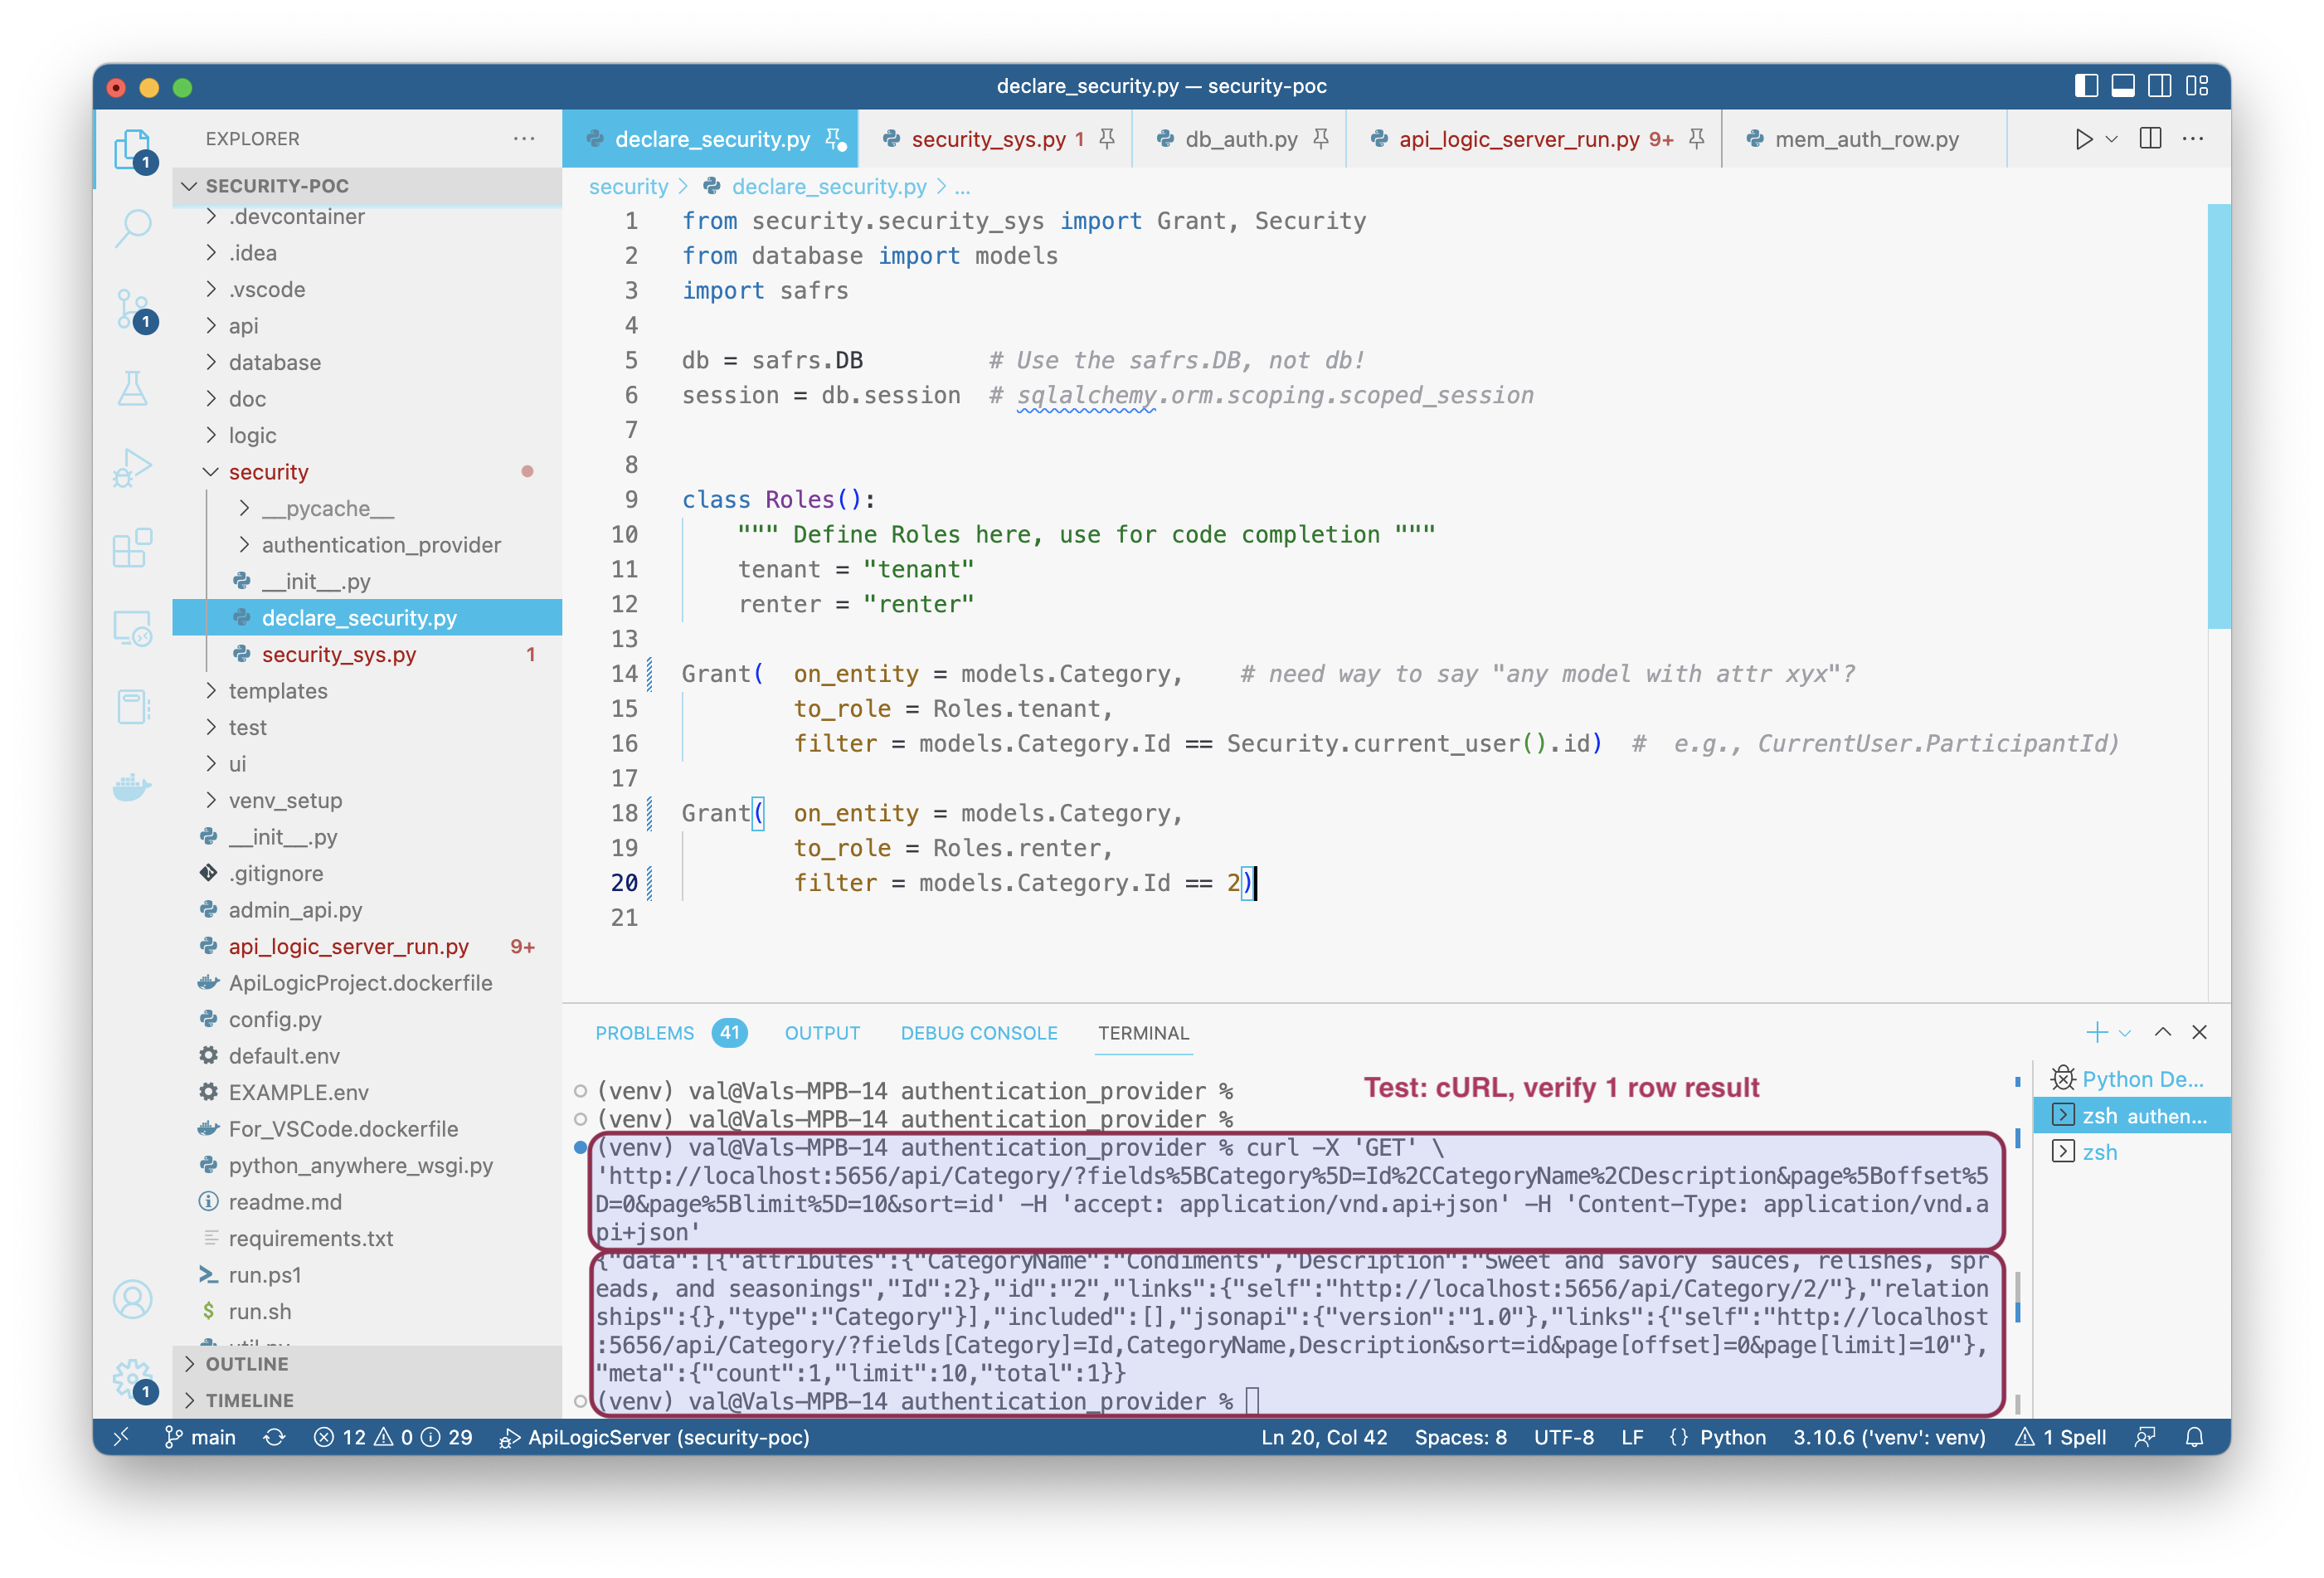 declare_security.py — security-poc
EXPLORER
declare_security.py
security_sys.py 1
db_auth.py
api_logic_server_run.py 9+
mem_auth_row.py
1
SECURITY-POC
.devcontainer
.idea
.vscode
api
database
doc
logic
security
__pycache__
authentication_provider
__init__.py
declare_security.py
security_sys.py 1
templates
test
ui
venv_setup
__init__.py
.gitignore
admin_api.py
api_logic_server_run.py 9+
ApiLogicProject.dockerfile
config.py
default.env
EXAMPLE.env
For_VSCode.dockerfile
python_anywhere_wsgi.py
readme.md
requirements.txt
run.ps1
run.sh
OUTLINE
TIMELINE
1
1
security > declare_security.py > ...
1 from security.security_sys import Grant, Security
2 from database import models
3 import safrs
4
5 db = safrs.DB # Use the safrs.DB, not db!
6 session = db.session # sqlalchemy.orm.scoping.scoped_session
7
8
9 class Roles():
10 """ Define Roles here, use for code completion """
11 tenant = "tenant"
12 renter = "renter"
13
14 Grant( on_entity = models.Category, # need way to say "any model with attr xyx"?
15 to_role = Roles.tenant,
16 filter = models.Category.Id == Security.current_user().id) # e.g., CurrentUser.ParticipantId)
17
18 Grant( on_entity = models.Category,
19 to_role = Roles.renter,
20 filter = models.Category.Id == 2)
21
PROBLEMS 41 OUTPUT DEBUG CONSOLE TERMINAL
(venv) val@Vals-MPB-14 authentication_provider %
Test: cURL, verify 1 row result
(venv) val@Vals-MPB-14 authentication_provider %
(venv) val@Vals-MPB-14 authentication_provider % curl -X 'GET' \
'http://localhost:5656/api/Category/?fields%5BCategory%5D=Id%2CCategoryName%2CDescription&page%5Boffset%5
D=0&page%5Blimit%5D=10&sort=id' -H 'accept: application/vnd.api+json' -H 'Content-Type: application/vnd.a
pi+json'
{"data":[{"attributes":{"CategoryName":"Condiments","Description":"Sweet and savory sauces, relishes, spr
eads, and seasonings","Id":2},"id":"2","links":{"self":"http://localhost:5656/api/Category/2/"},"relation
ships":{},"type":"Category"}],"included":[],"jsonapi":{"version":"1.0"},"links":{"self":"http://localhost
:5656/api/Category/?fields[Category]=Id,CategoryName,Description&sort=id&page[offset]=0&page[limit]=10"},
"meta":{"count":1,"limit":10,"total":1}}
(venv) val@Vals-MPB-14 authentication_provider %
Python De...
zsh authen...
zsh
main 12 0 29 ApiLogicServer (security-poc)
Ln 20, Col 42 Spaces: 8 UTF-8 LF {} Python 3.10.6 ('venv': venv) 1 Spell